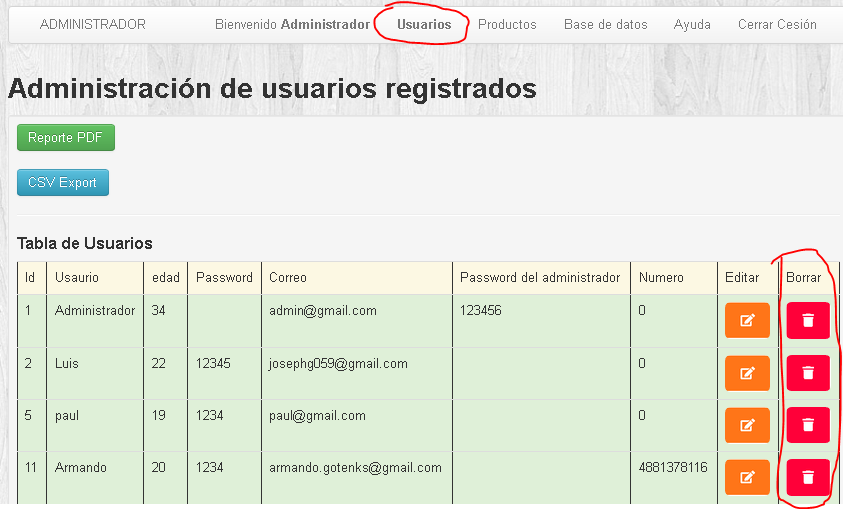 ADMINISTRADOR Bienvenido Administrador Usuarios Productos Base de datos Ayuda Cerrar Cesión
Administración de usuarios registrados
Reporte PDF
CSV Export
Tabla de Usuarios
Id Usaurio edad Password Correo Password del administrador Numero Editar Borrar
1 Administrador 34 admin@gmail.com 123456 0
2 Luis 22 12345 josephg059@gmail.com 0
5 paul 19 1234 paul@gmail.com 0
11 Armando 20 1234 armando.gotenks@gmail.com 4881378116